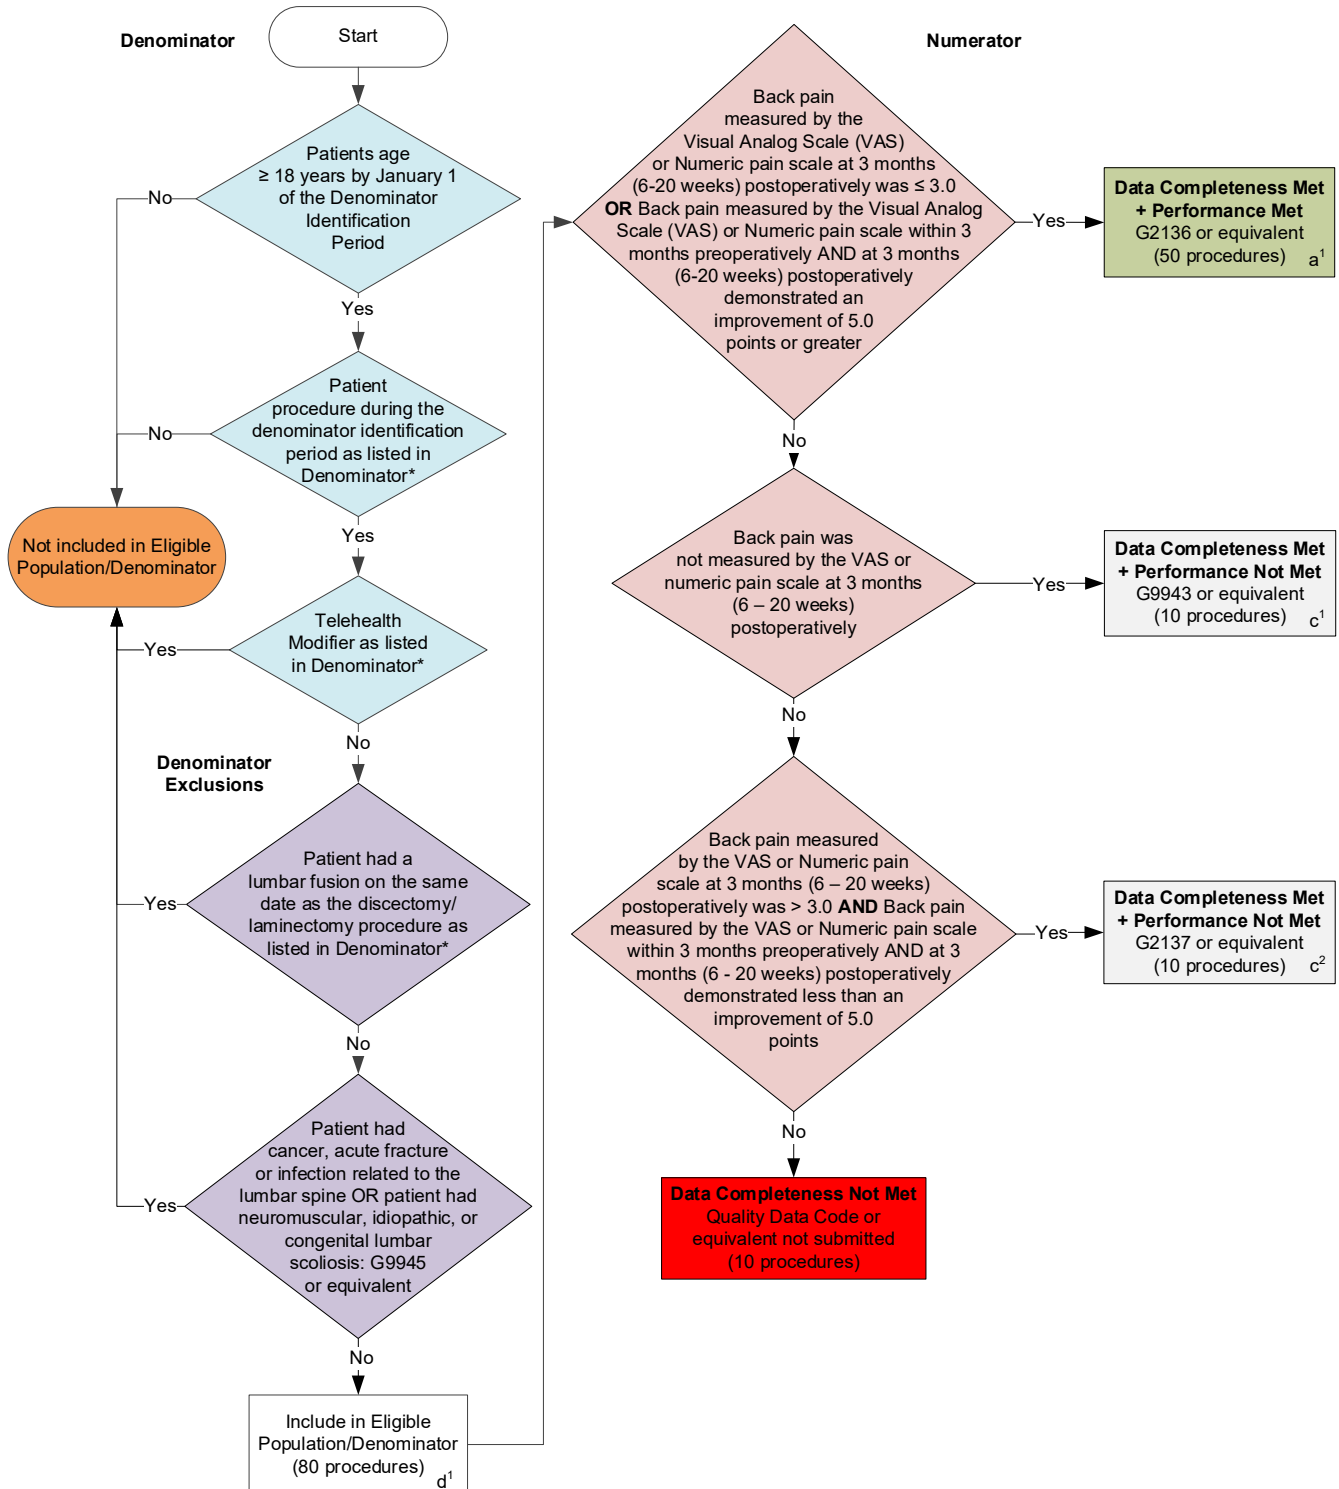 Denominator
Start
Patients age
≥ 18 years by January 1
of the Denominator
Identification
Period
No
Yes
Patient
procedure during the
denominator identification
period as listed in
Denominator*
No
Yes
Not included in Eligible
Population/Denominator
Telehealth
Modifier as listed
in Denominator*
Yes
No
Denominator
Exclusions
Patient had a
lumbar fusion on the same
date as the discectomy/
laminectomy procedure as
listed in Denominator*
Yes
No
Patient had
cancer, acute fracture
or infection related to the
lumbar spine OR patient had
neuromuscular, idiopathic, or
congenital lumbar
scoliosis: G9945
or equivalent
Yes
No
Include in Eligible
Population/Denominator
(80 procedures)
d¹
Numerator
Back pain
measured by the
Visual Analog Scale (VAS)
or Numeric pain scale at 3 months
(6-20 weeks) postoperatively was ≤ 3.0
OR Back pain measured by the Visual Analog
Scale (VAS) or Numeric pain scale within 3
months preoperatively AND at 3 months
(6-20 weeks) postoperatively
demonstrated an
improvement of 5.0
points or greater
Yes
Data Completeness Met
+ Performance Met
G2136 or equivalent
(50 procedures)
a¹
No
Back pain was
not measured by the VAS or
numeric pain scale at 3 months
(6 – 20 weeks)
postoperatively
Yes
Data Completeness Met
+ Performance Not Met
G9943 or equivalent
(10 procedures)
c¹
No
Back pain measured
by the VAS or Numeric pain
scale at 3 months (6 – 20 weeks)
postoperatively was > 3.0 AND Back pain
measured by the VAS or Numeric pain scale
within 3 months preoperatively AND at 3
months (6 - 20 weeks) postoperatively
demonstrated less than an
improvement of 5.0
points
Yes
Data Completeness Met
+ Performance Not Met
G2137 or equivalent
(10 procedures)
c²
No
Data Completeness Not Met
Quality Data Code or
equivalent not submitted
(10 procedures)